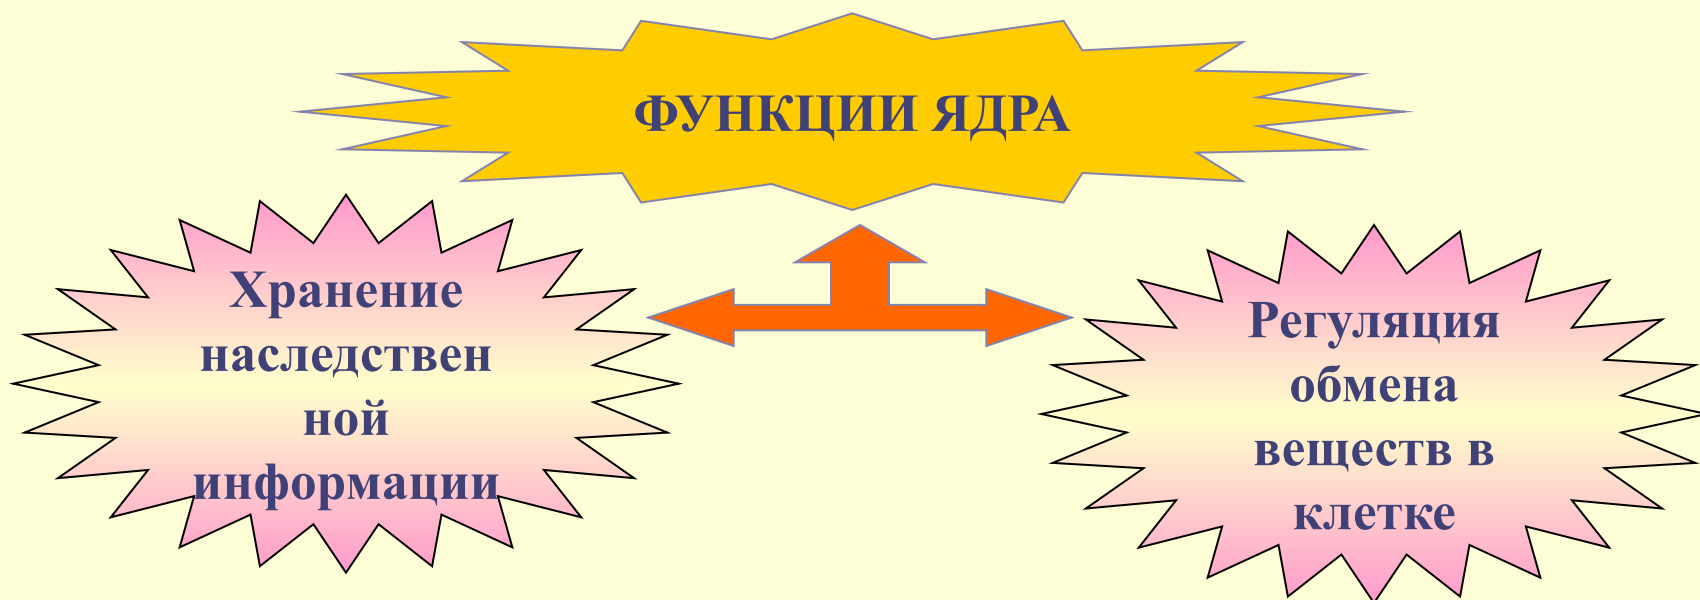 ФУНКЦИИ ЯДРА
Хранение
наследствен
ной
информации
Регуляция
обмена
веществ в
клетке